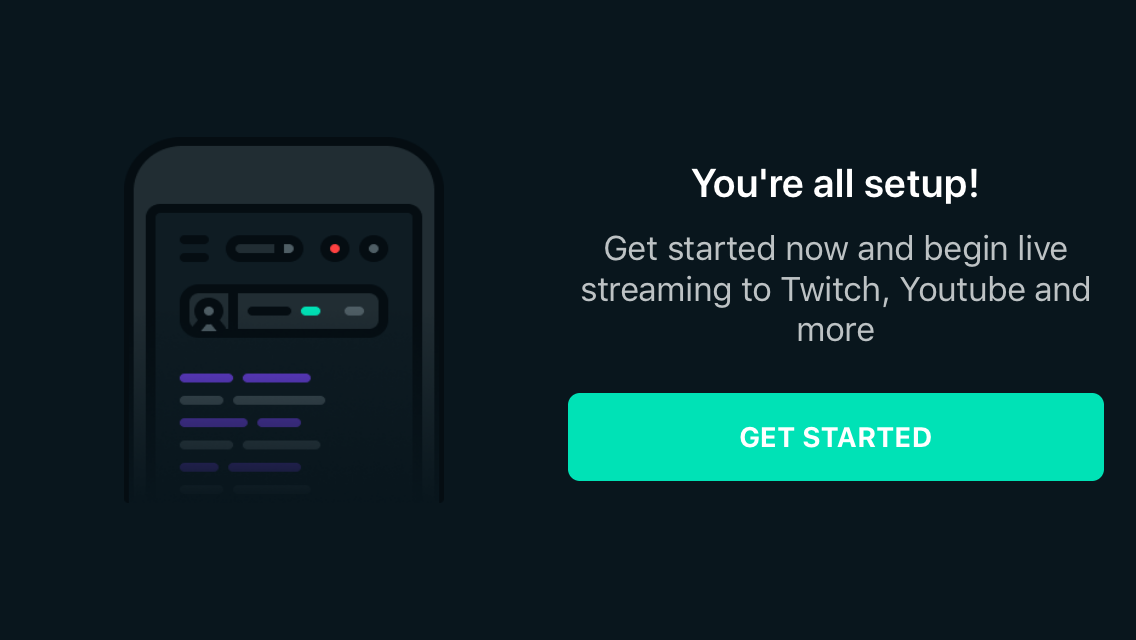 You're all setup!
Get started now and begin live
streaming to Twitch, Youtube and
more
GET STARTED